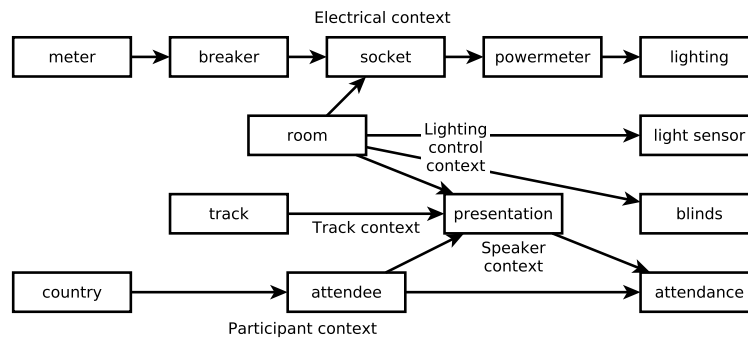 Electrical context
meter
breaker
socket
powermeter
lighting
room
Lighting
control
context
light sensor
track
Track context
presentation
blinds
Speaker
context
country
attendee
attendance
Participant context